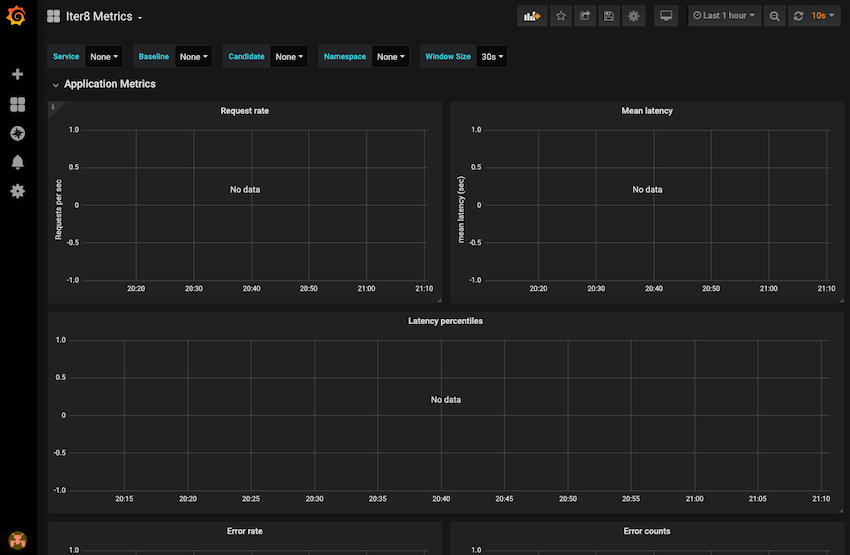 Iter8 Metrics
Last 1 hour
10s
Service None
Baseline None
Candidate None
Namespace None
Window Size 30s
Application Metrics
i
Request rate
1.0
0.5
0
-0.5
-1.0
Requests per sec
No data
20:20 20:30 20:40 20:50 21:00 21:10
Mean latency
1.0
0.5
0
-0.5
-1.0
mean latency (sec)
No data
20:20 20:30 20:40 20:50 21:00 21:10
Latency percentiles
1.0
0.5
0
-0.5
-1.0
No data
20:15 20:20 20:25 20:30 20:35 20:40 20:45 20:50 20:55 21:00 21:05 21:10
Error rate
1.0
Error counts
1.0